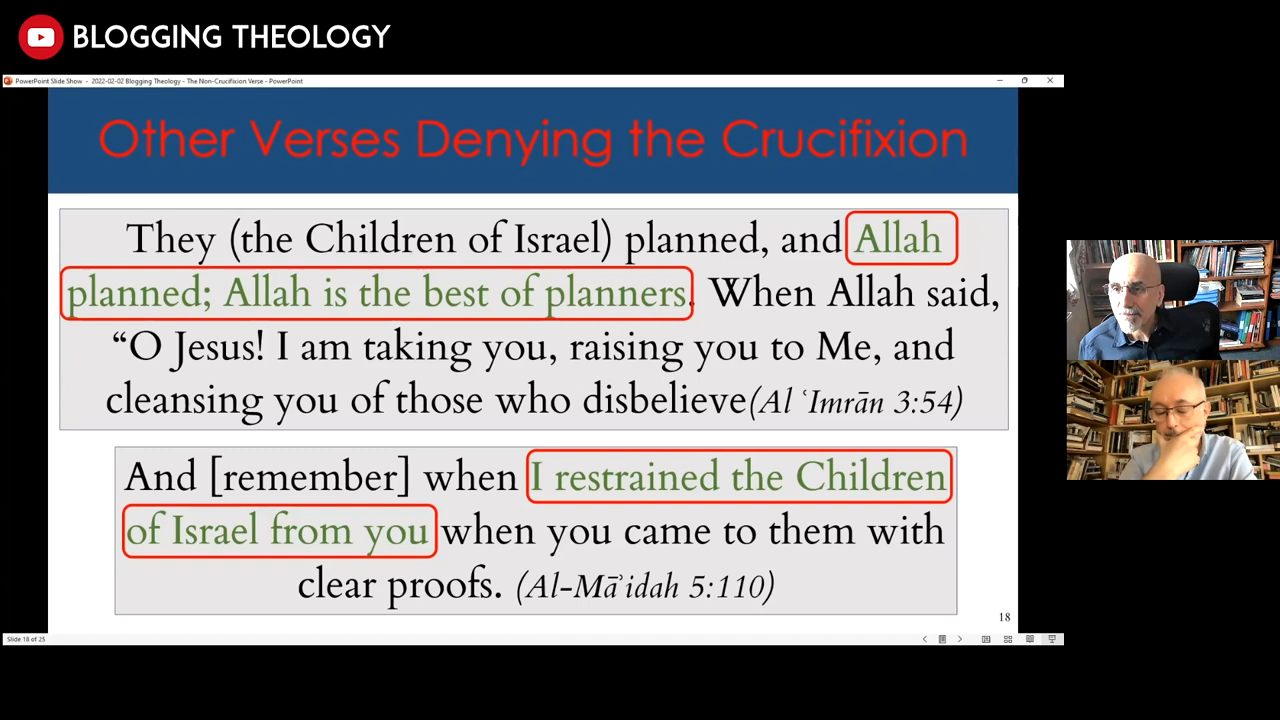 BLOGGING THEOLOGY
PowerPoint Slide Show - 2022-02-02 Blogging Theology - The Non-Crucifixion Verse - PowerPoint
Other Verses Denying the Crucifixion
They (the Children of Israel) planned, and Allah
planned; Allah is the best of planners. When Allah said,
“O Jesus! I am taking you, raising you to Me, and
cleansing you of those who disbelieve(Al ʿImrān 3:54)
And [remember] when I restrained the Children
of Israel from you when you came to them with
clear proofs. (Al-Māʾidah 5:110)
18
Slide 18 of 25